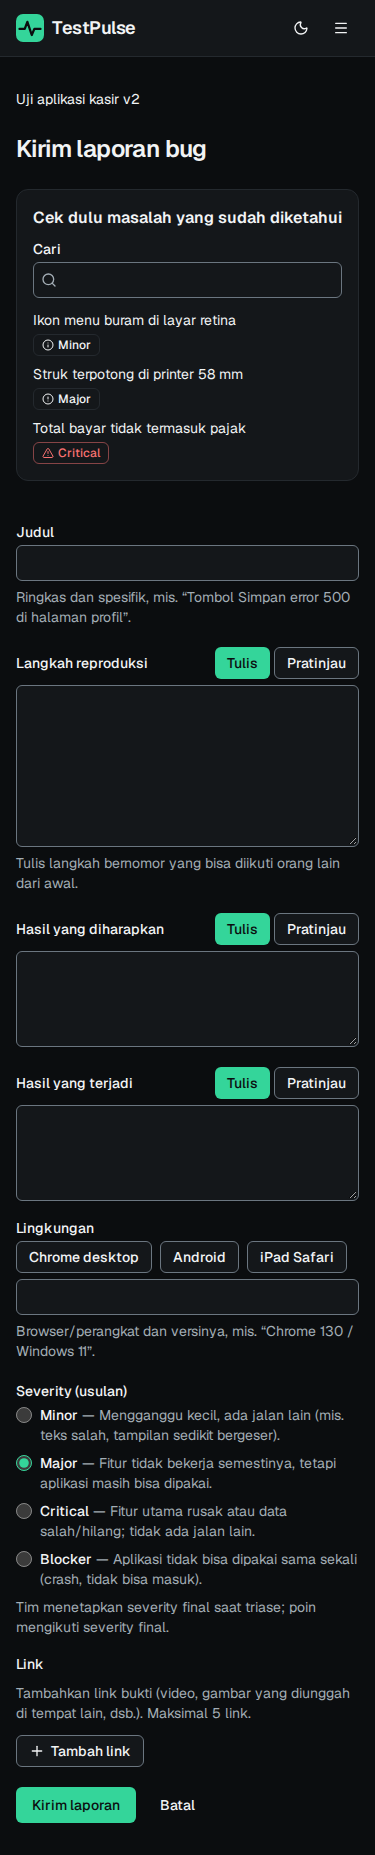 TestPulse
Uji aplikasi kasir v2
Kirim laporan bug
Cek dulu masalah yang sudah diketahui
Cari
Ikon menu buram di layar retina
Minor
Struk terpotong di printer 58 mm
Major
Total bayar tidak termasuk pajak
Critical
Judul
Ringkas dan spesifik, mis. “Tombol Simpan error 500
di halaman profil”.
Langkah reproduksi
Tulis
Pratinjau
Tulis langkah bernomor yang bisa diikuti orang lain
dari awal.
Hasil yang diharapkan
Tulis
Pratinjau
Hasil yang terjadi
Tulis
Pratinjau
Lingkungan
Chrome desktop
Android
iPad Safari
Browser/perangkat dan versinya, mis. “Chrome 130 /
Windows 11”.
Severity (usulan)
Minor — Mengganggu kecil, ada jalan lain (mis.
teks salah, tampilan sedikit bergeser).
Major — Fitur tidak bekerja semestinya, tetapi
aplikasi masih bisa dipakai.
Critical — Fitur utama rusak atau data
salah/hilang; tidak ada jalan lain.
Blocker — Aplikasi tidak bisa dipakai sama sekali
(crash, tidak bisa masuk).
Tim menetapkan severity final saat triase; poin
mengikuti severity final.
Link
Tambahkan link bukti (video, gambar yang diunggah
di tempat lain, dsb.). Maksimal 5 link.
Tambah link
Kirim laporan
Batal